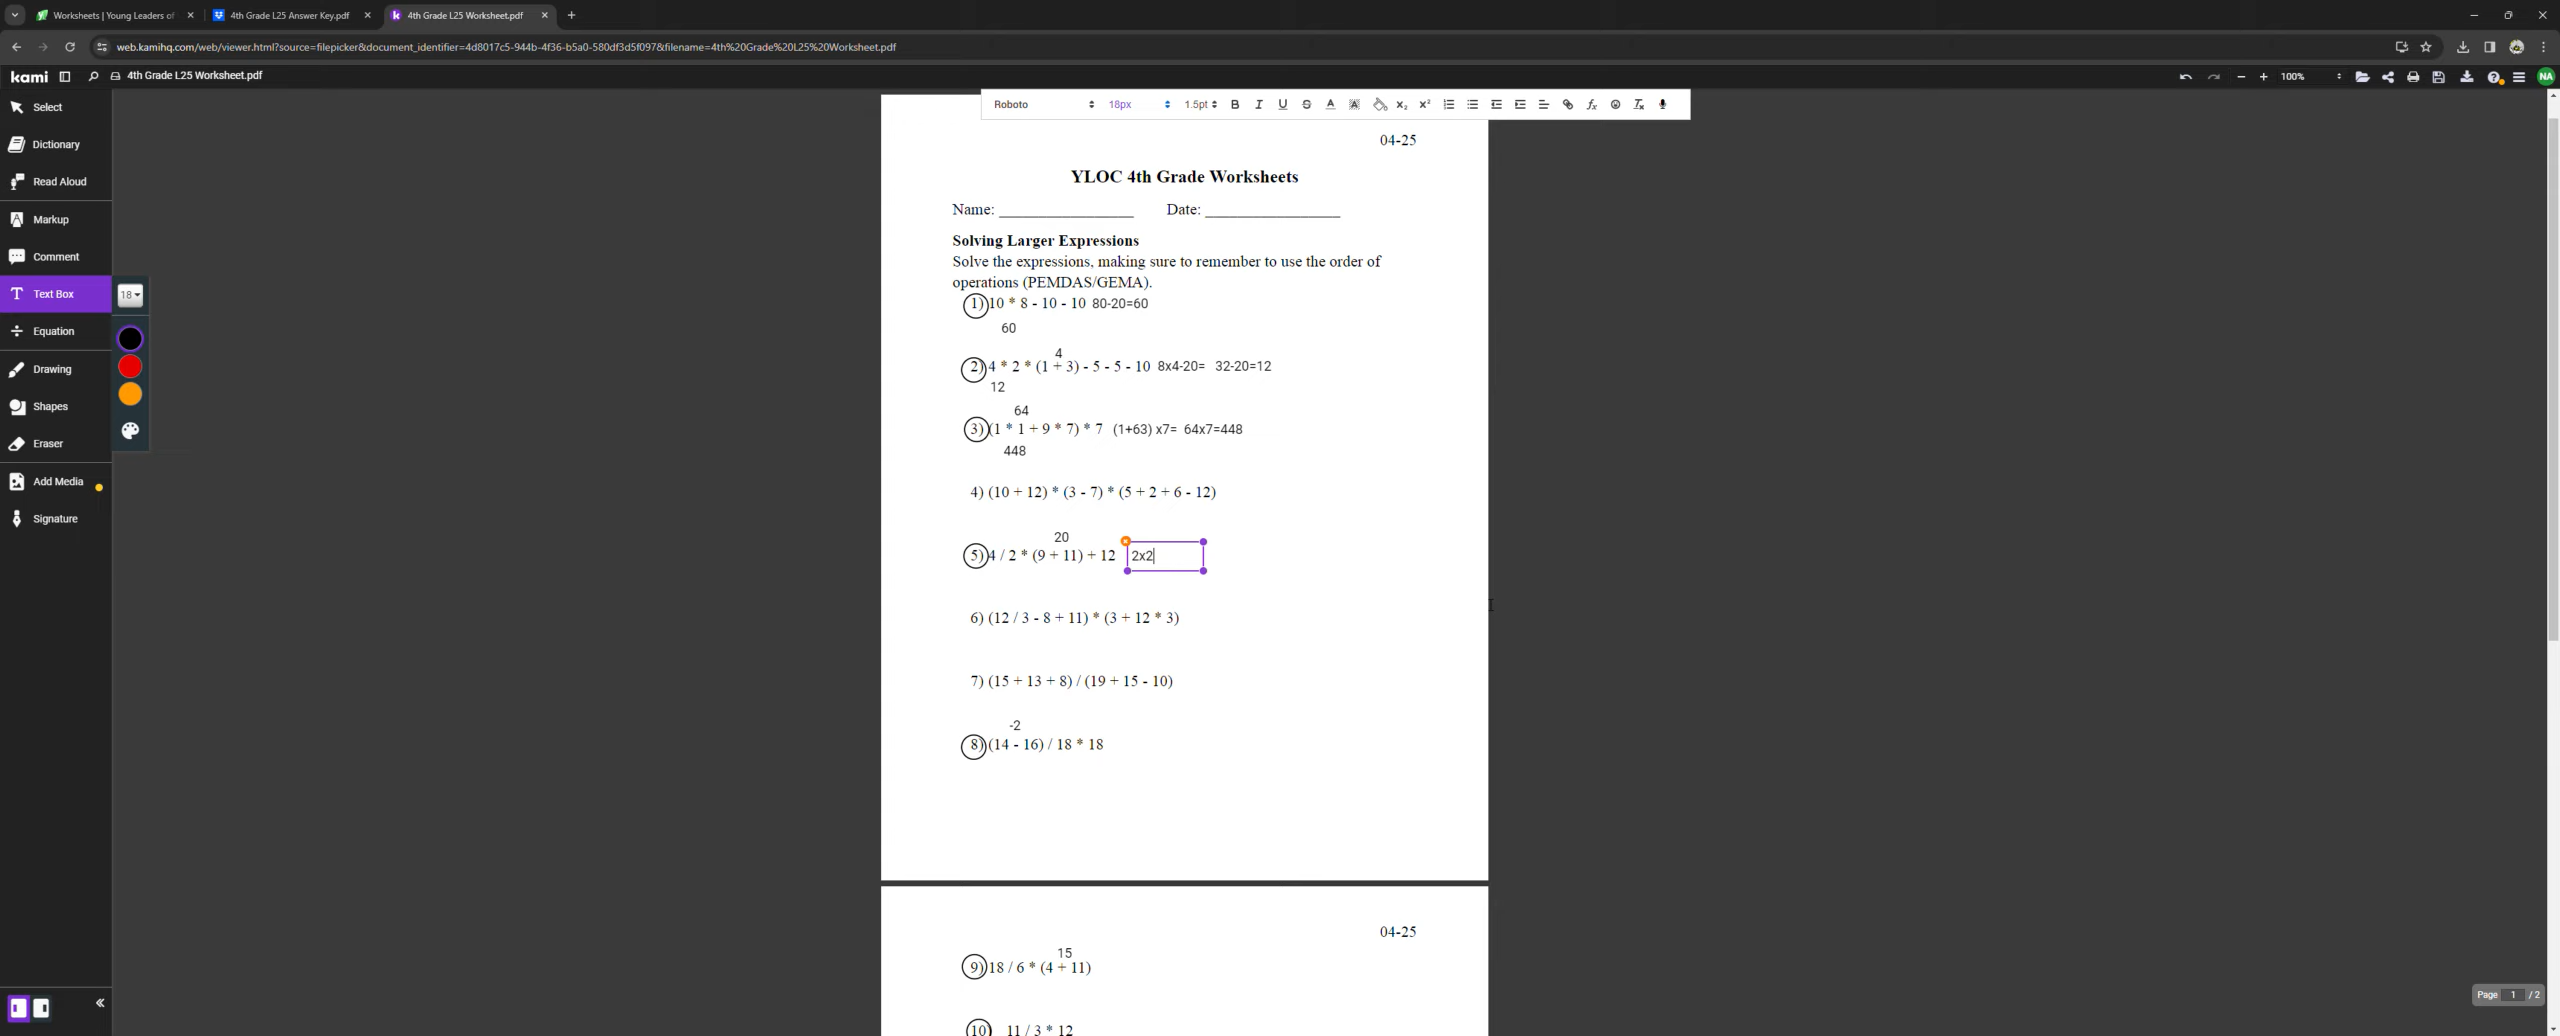 Worksheets | Young Leaders of
4th Grade L25 Answer Key.pdf
4th Grade L25 Worksheet.pdf
web.kamihq.com/web/viewer.html?source=filepicker&document_identifier=4d8017c5-944b-4f36-b5a0-580df3d5f097&filename=4th%20Grade%20L25%20Worksheet.pdf
kami
4th Grade L25 Worksheet.pdf
100%
NA
Select
Dictionary
Read Aloud
Markup
Comment
Text Box
Equation
Drawing
Shapes
Eraser
Add Media
Signature
18
Roboto 18px 1.5pt
04-25
YLOC 4th Grade Worksheets
Name: __________________ Date: __________________
Solving Larger Expressions
Solve the expressions, making sure to remember to use the order of
operations (PEMDAS/GEMA).
1) 10 * 8 - 10 - 10 80-20=60
60
4
2) 4 * 2 * (1 + 3) - 5 - 5 - 10 8x4-20= 32-20=12
12
64
3) (1 * 1 + 9 * 7) * 7 (1+63) x7= 64x7=448
448
4) (10 + 12) * (3 - 7) * (5 + 2 + 6 - 12)
20
5) 4 / 2 * (9 + 11) + 12 2x2
6) (12 / 3 - 8 + 11) * (3 + 12 * 3)
7) (15 + 13 + 8) / (19 + 15 - 10)
-2
8) (14 - 16) / 18 * 18
04-25
15
9) 18 / 6 * (4 + 11)
10) 11 / 3 * 12
Page 1 / 2